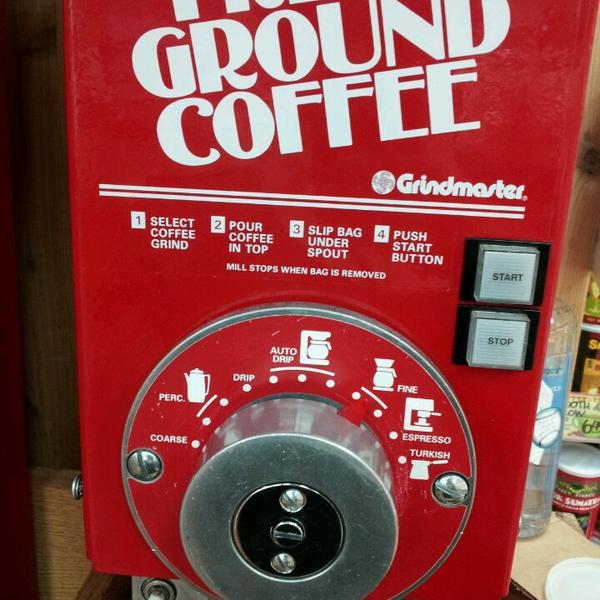 GROUND
COFFEE
Grindmaster
1 SELECT COFFEE GRIND
2 POUR COFFEE IN TOP
3 SLIP BAG UNDER SPOUT
4 PUSH START BUTTON
MILL STOPS WHEN BAG IS REMOVED
START
STOP
COARSE
PERC.
DRIP
AUTO DRIP
FINE
ESPRESSO
TURKISH